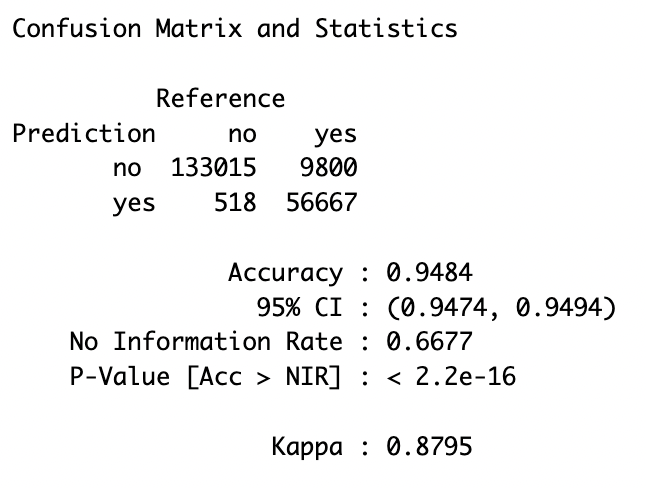 Confusion Matrix and Statistics
Reference
Prediction no yes
no 133015 9800
yes 518 56667
Accuracy : 0.9484
95% CI : (0.9474, 0.9494)
No Information Rate : 0.6677
P-Value [Acc > NIR] : < 2.2e-16
Kappa : 0.8795